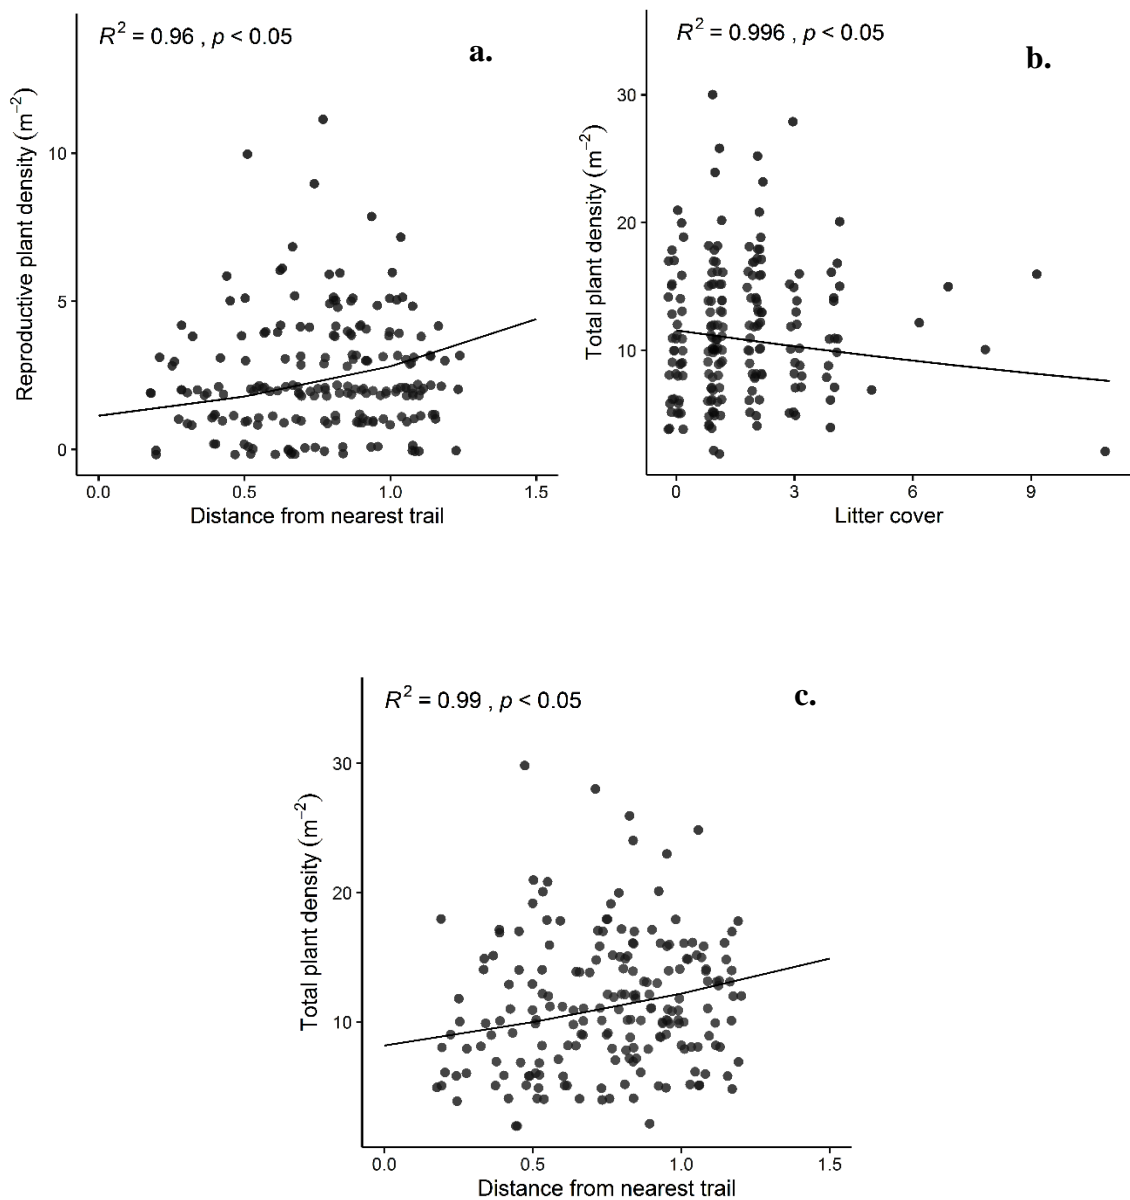 R² = 0.96 , p < 0.05
a.
Reproductive plant density (m⁻²)
10
5
0
0.0 0.5 1.0 1.5
Distance from nearest trail
R² = 0.996 , p < 0.05
b.
Total plant density (m⁻²)
30
20
10
0 3 6 9
Litter cover
R² = 0.99 , p < 0.05
c.
Total plant density (m⁻²)
30
20
10
0.0 0.5 1.0 1.5
Distance from nearest trail